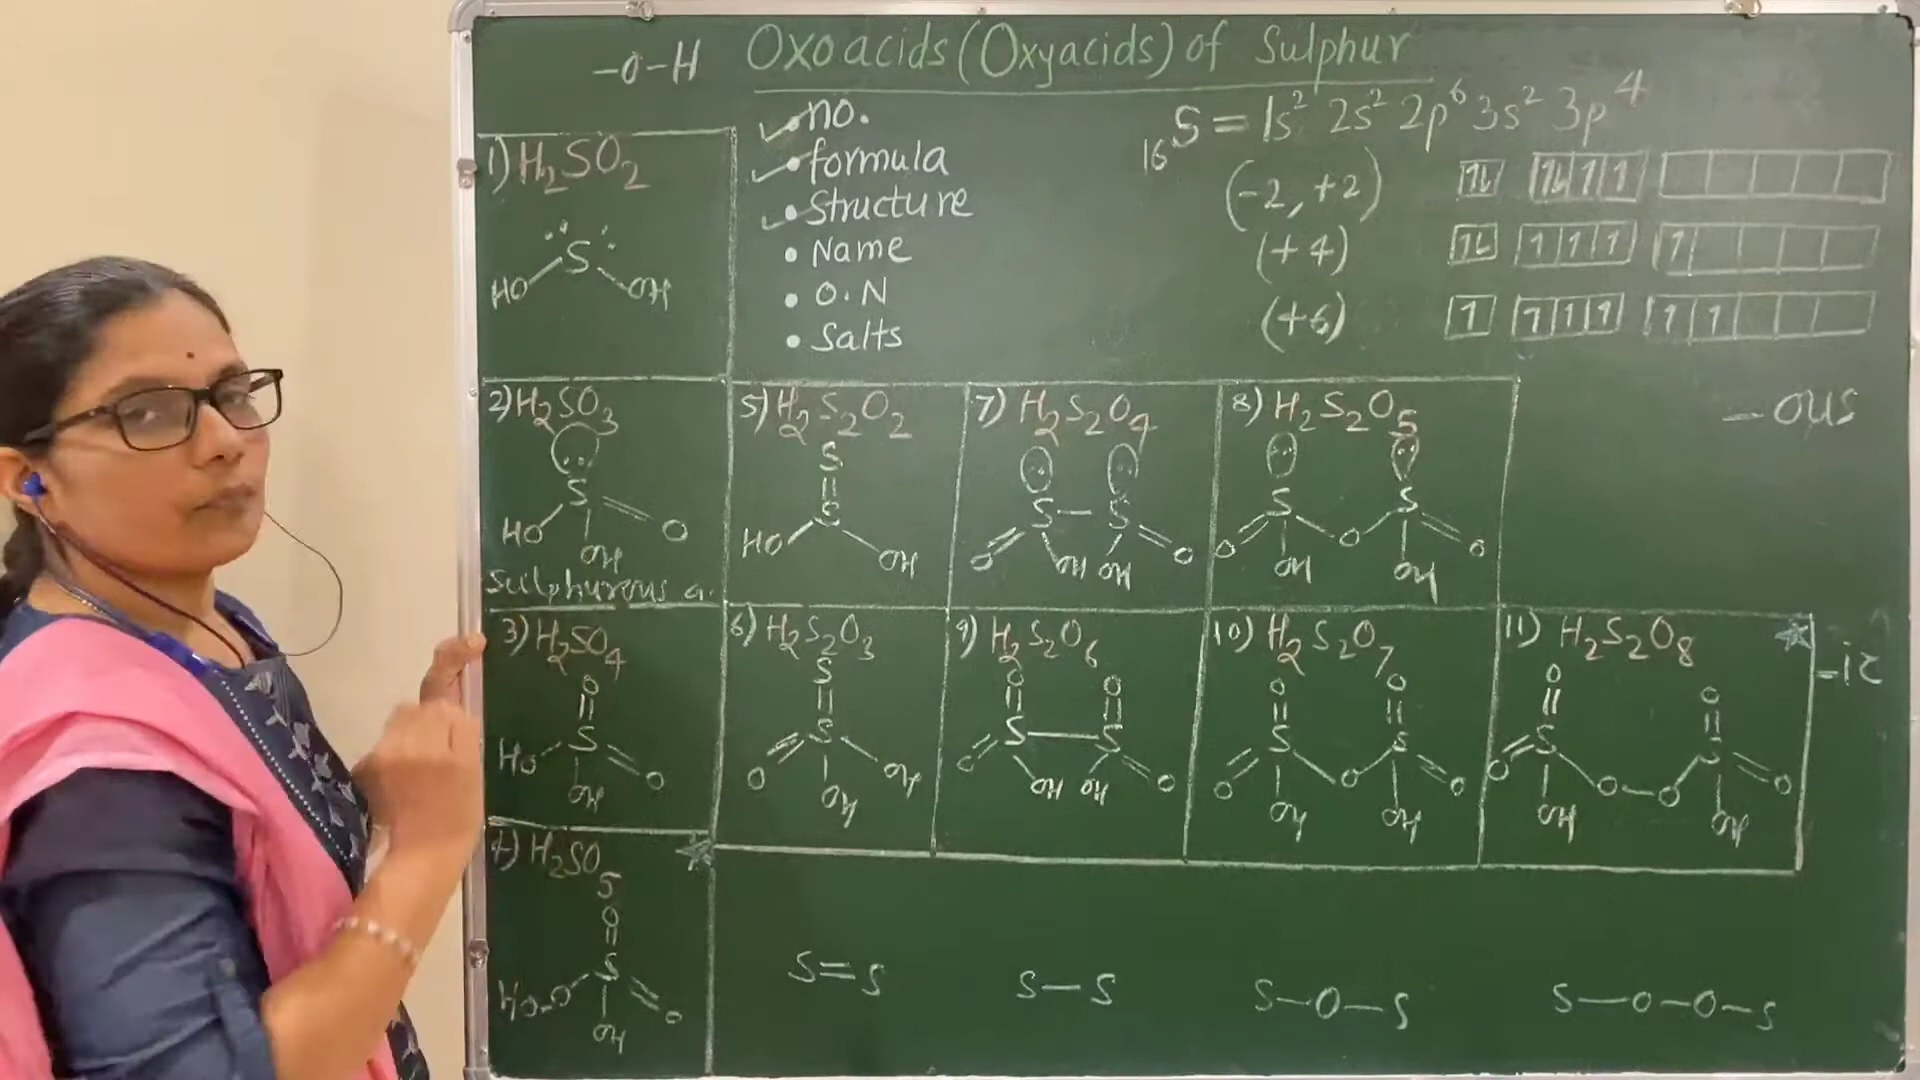 -O-H
Oxoacids (Oxyacids) of Sulphur
• no.
• formula
• Structure
• Name
• O.N
• Salts
₁₆S = 1s² 2s² 2p⁶ 3s² 3p⁴
(-2, +2)
(+4)
(+6)
1) H₂SO₂
S
HO OH
2) H₂SO₃
S
HO OH O
Sulphurous a.
3) H₂SO₄
O
S
HO OH O
4) H₂SO₅
O
S
HO-O OH O
5) H₂S₂O₂
S
S
HO OH
7) H₂S₂O₄
S-S
O OH OH O
8) H₂S₂O₅
S S
O OH O OH O
-ous
6) H₂S₂O₃
S
S
O OH OH
9) H₂S₂O₆
O O
S-S
O OH HO O
10) H₂S₂O₇
O O
S S
O OH O OH O
11) H₂S₂O₈
O O
S S
O OH O-O OH O
-ic
S=S
S-S
S-O-S
S-O-O-S